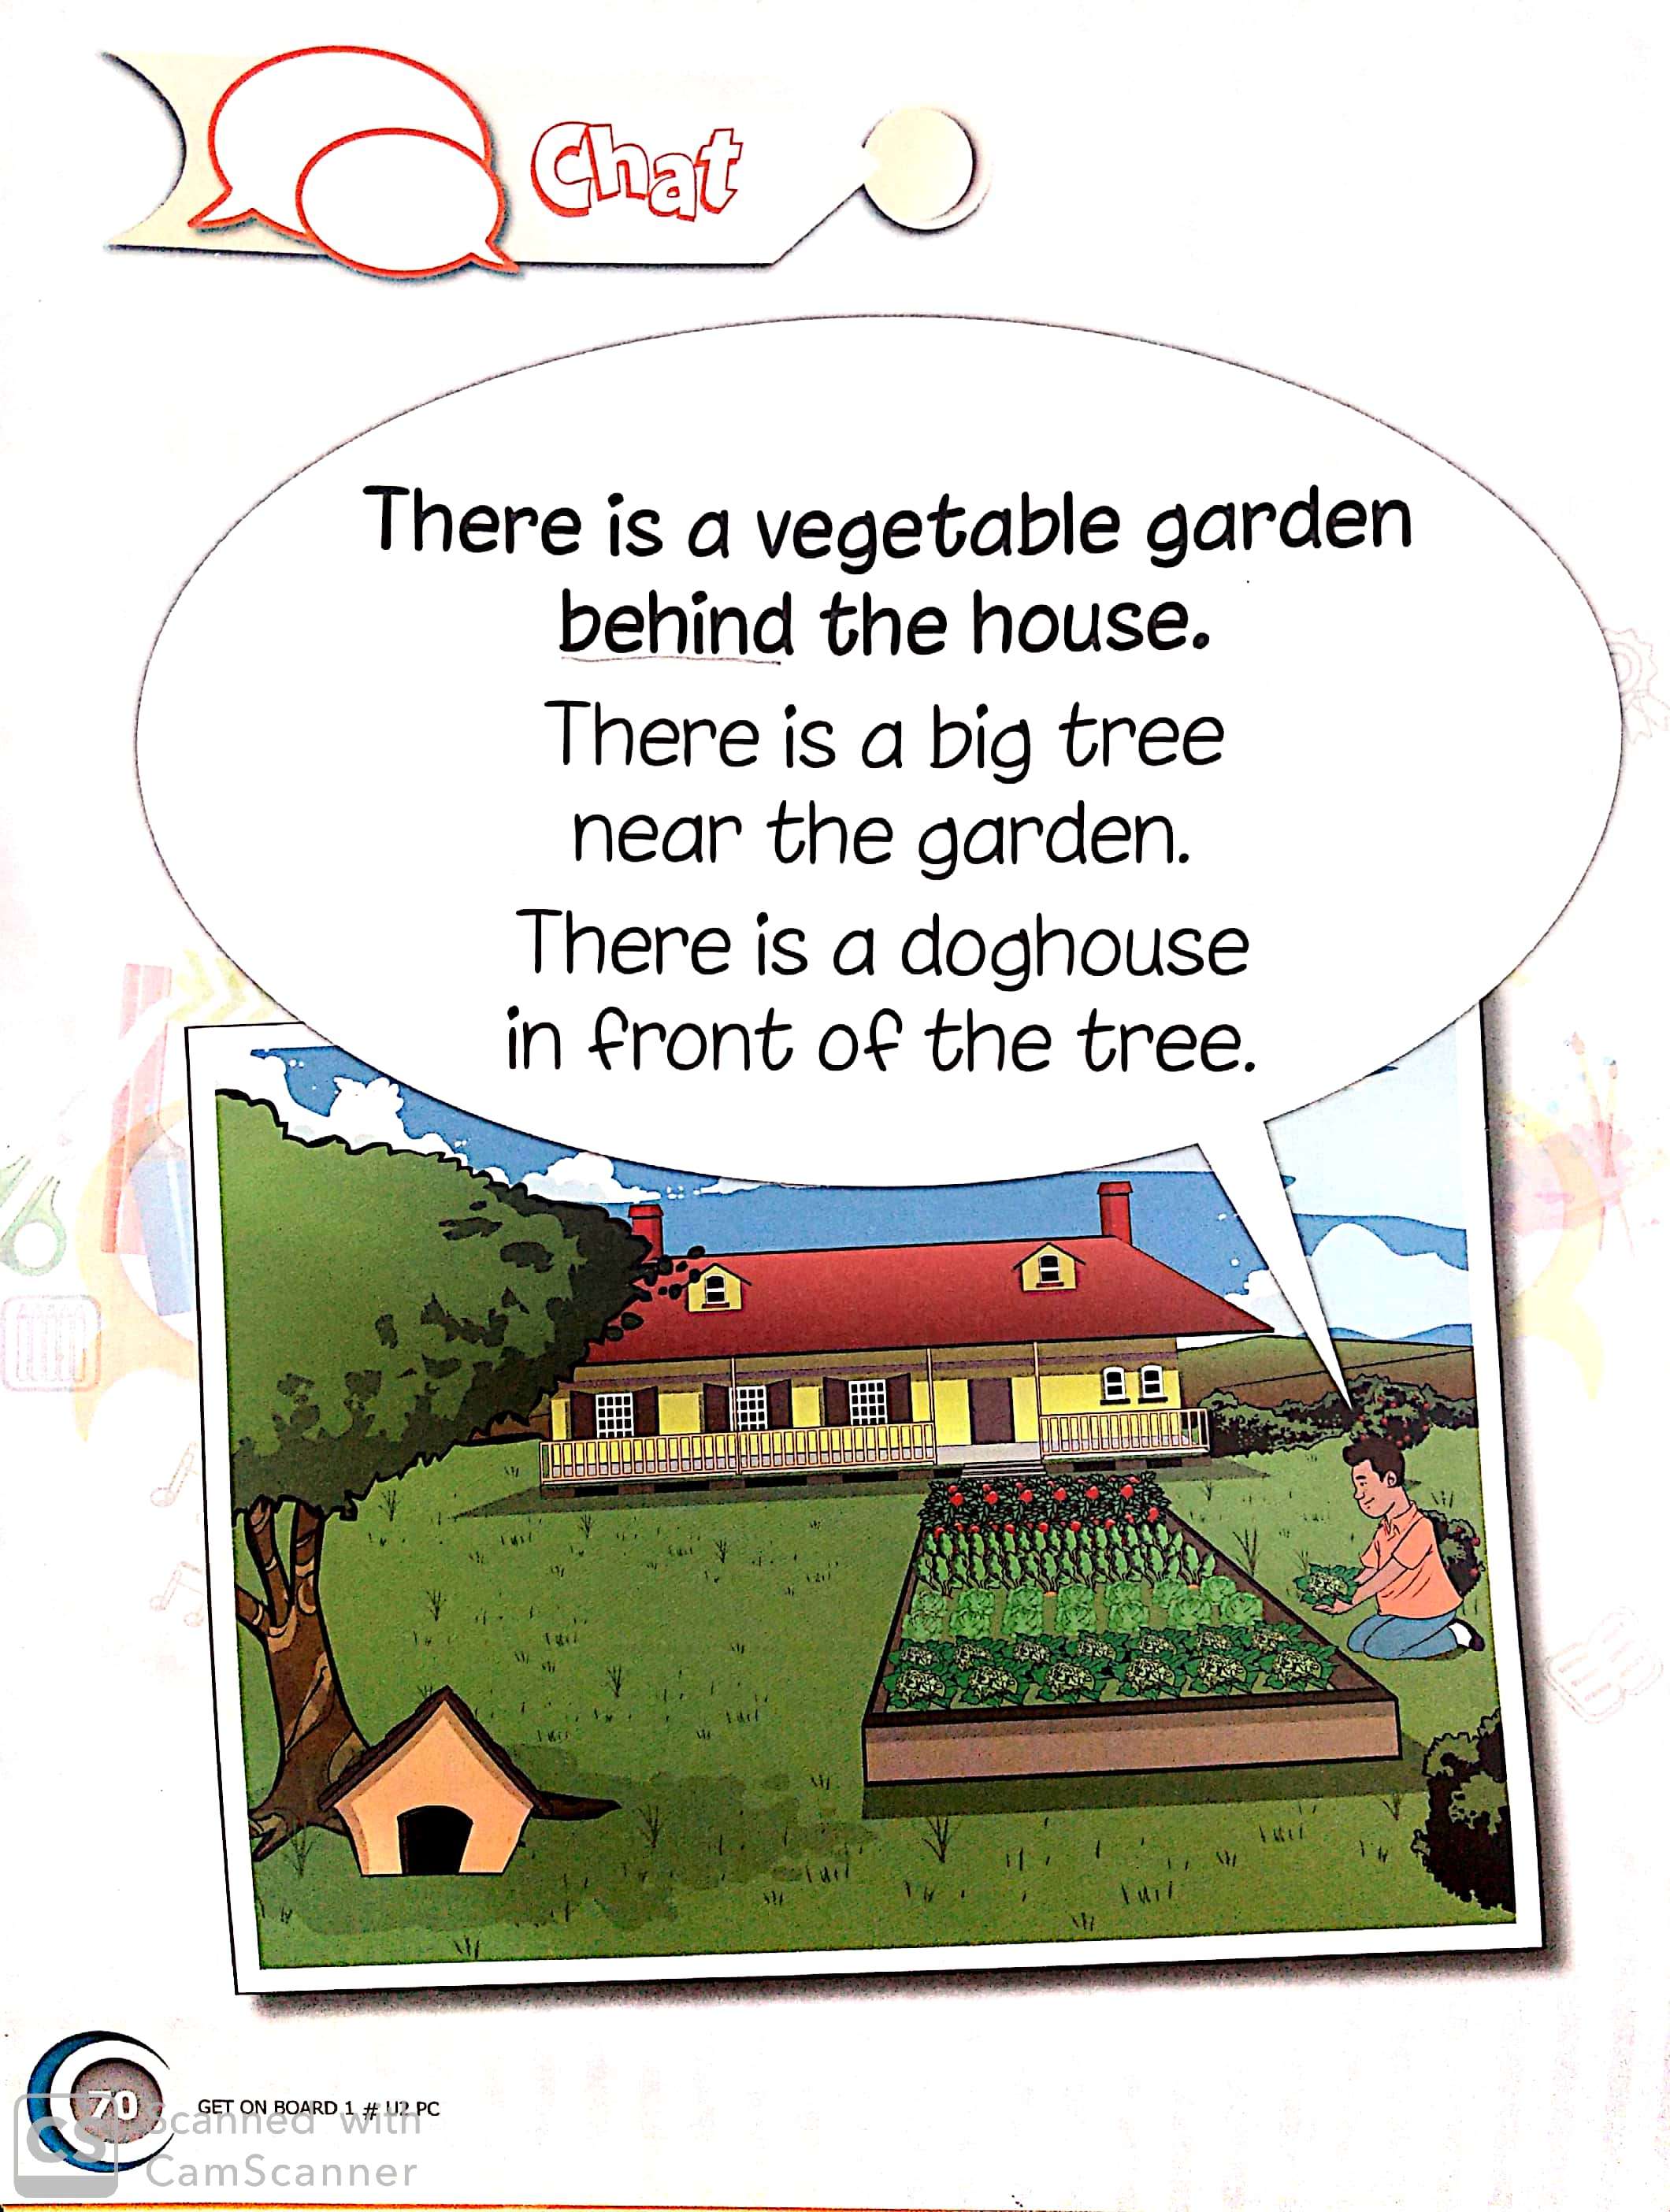 Chat
There is a vegetable garden
behind the house.
There is a big tree
near the garden.
There is a doghouse
in front of the tree.
70
GET ON BOARD 1 # U2 PC
CS
Scanned with
CamScanner